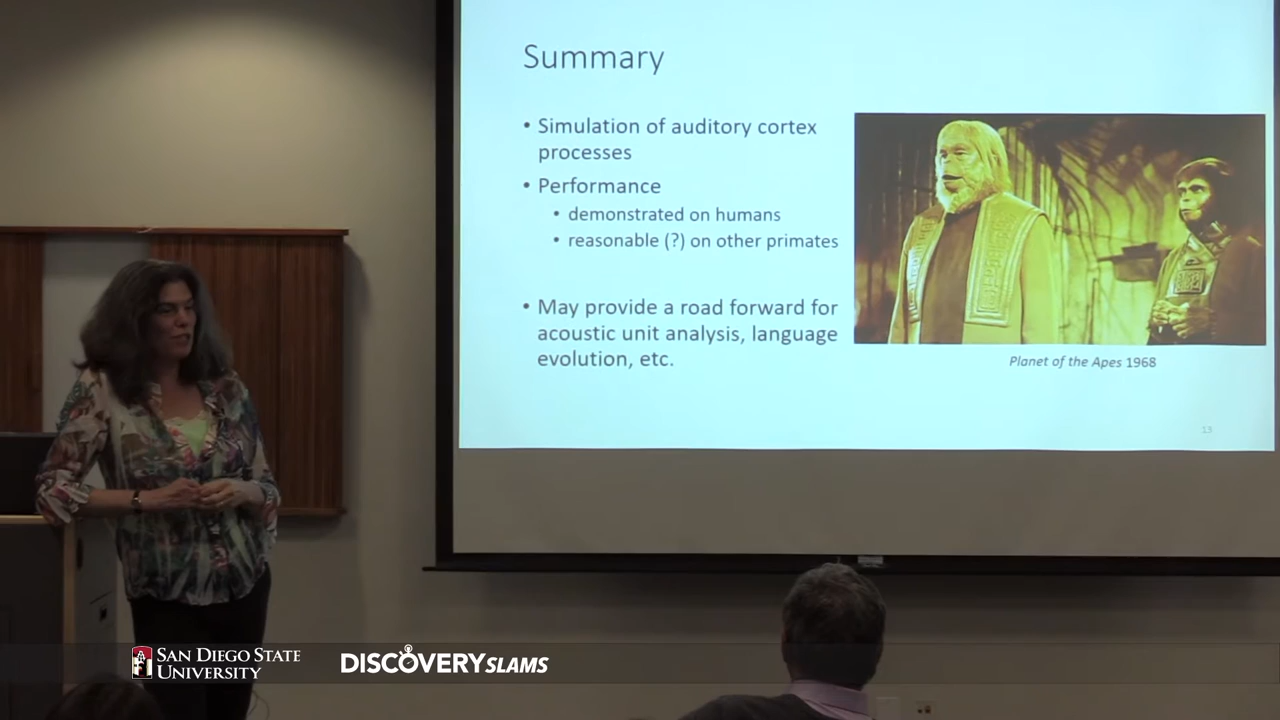 Summary
• Simulation of auditory cortex
processes
• Performance
• demonstrated on humans
• reasonable (?) on other primates
• May provide a road forward for
acoustic unit analysis, language
evolution, etc.
Planet of the Apes 1968
13
SAN DIEGO STATE
UNIVERSITY
DISCOVERY SLAMS